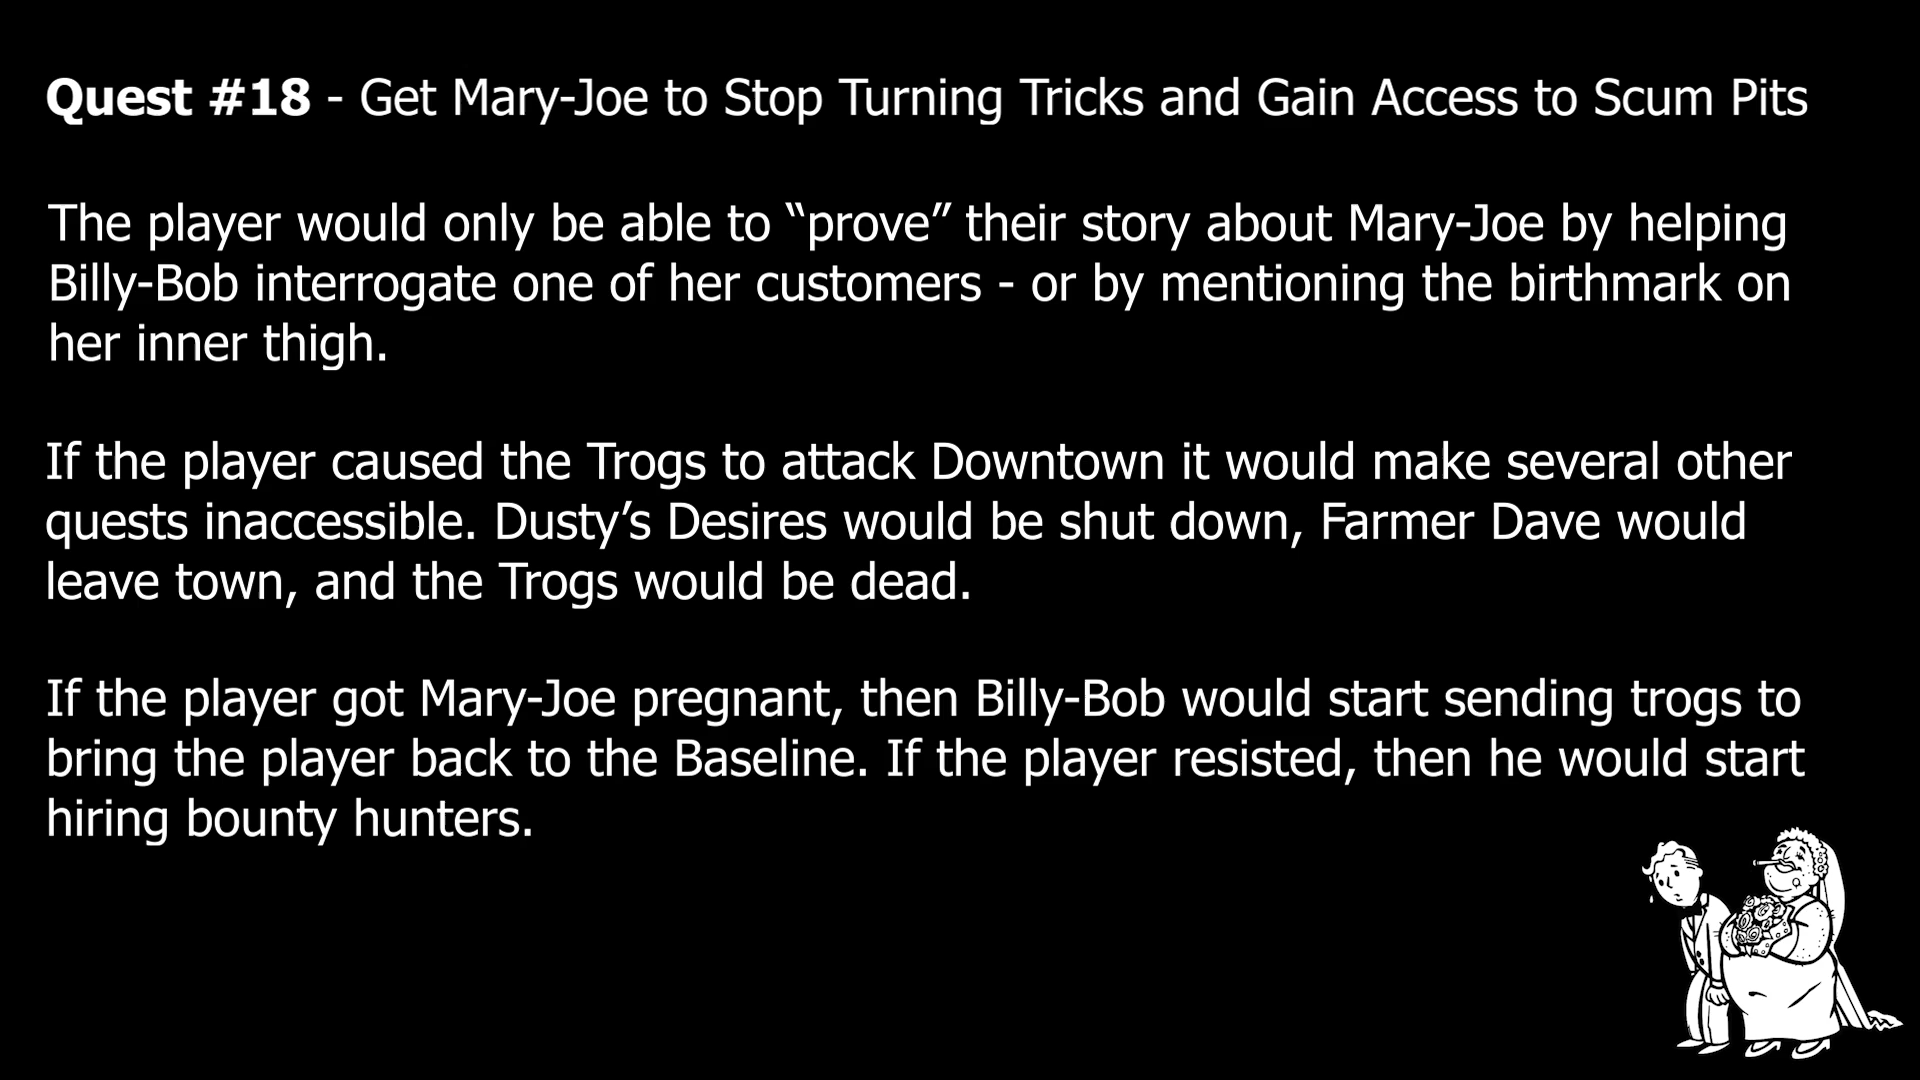 Quest #18 - Get Mary-Joe to Stop Turning Tricks and Gain Access to Scum Pits
The player would only be able to “prove” their story about Mary-Joe by helping
Billy-Bob interrogate one of her customers - or by mentioning the birthmark on
her inner thigh.
If the player caused the Trogs to attack Downtown it would make several other
quests inaccessible. Dusty’s Desires would be shut down, Farmer Dave would
leave town, and the Trogs would be dead.
If the player got Mary-Joe pregnant, then Billy-Bob would start sending trogs to
bring the player back to the Baseline. If the player resisted, then he would start
hiring bounty hunters.